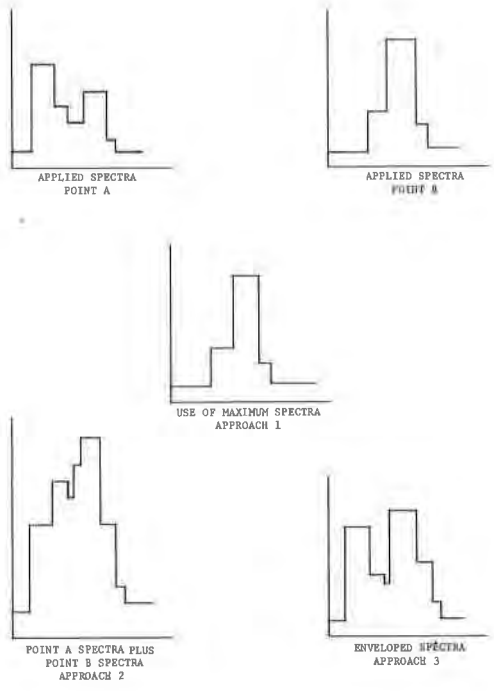 APPLIED SPECTRA
POINT A
APPLIED SPECTRA
POINT B
USE OF MAXIMUM SPECTRA
APPROACH 1
POINT A SPECTRA PLUS
POINT B SPECTRA
APPROACH 2
ENVELOPED SPECTRA
APPROACH 3